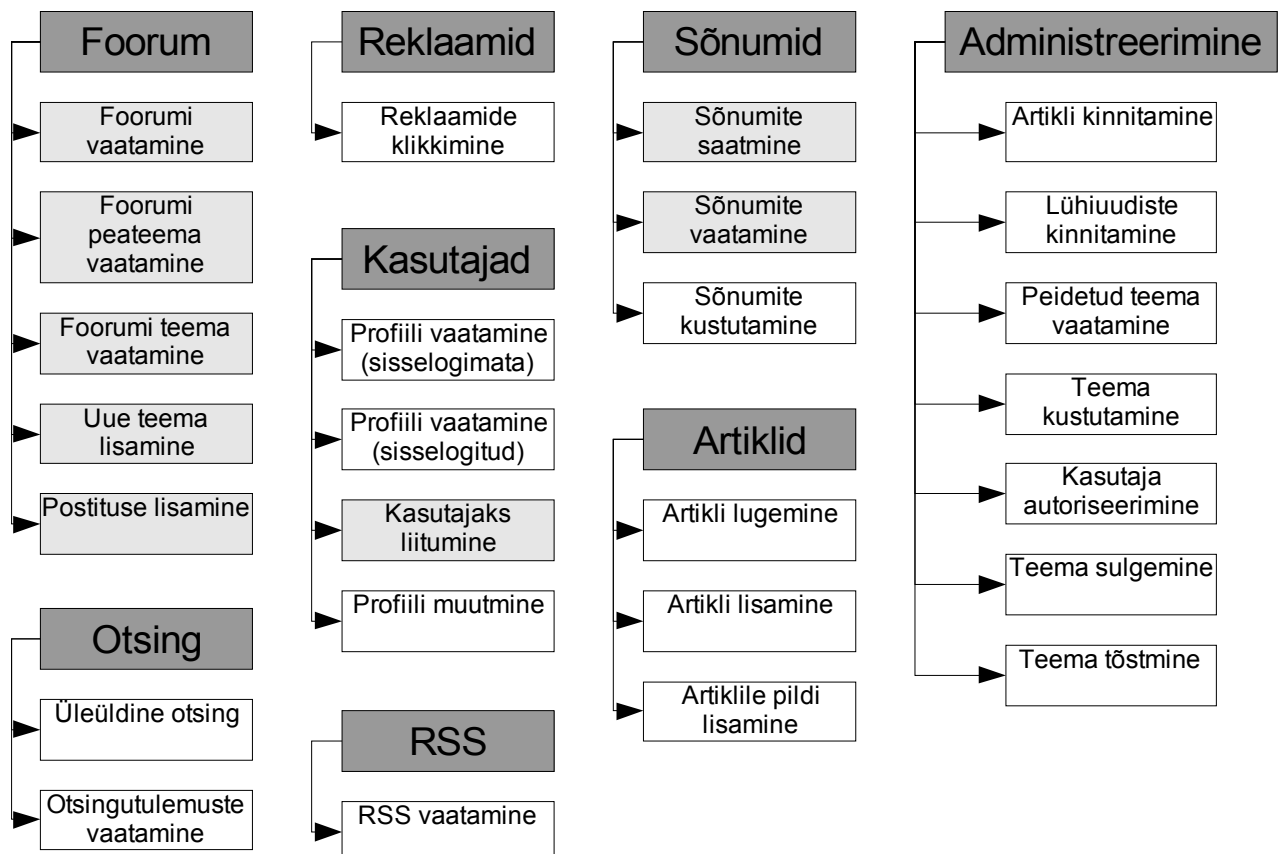 Foorum
Foorumi
vaatamine
Foorumi
peateema
vaatamine
Foorumi teema
vaatamine
Uue teema
lisamine
Postituse lisamine
Otsing
Üleüldine otsing
Otsingutulemuste
vaatamine
Reklaamid
Reklaamide
klikkimine
Kasutajad
Profiili vaatamine
(sisselogimata)
Profiili vaatamine
(sisselogitud)
Kasutajaks
liitumine
Profiili muutmine
RSS
RSS vaatamine
Sõnumid
Sõnumite
saatmine
Sõnumite
vaatamine
Sõnumite
kustutamine
Artiklid
Artikli lugemine
Artikli lisamine
Artiklile pildi
lisamine
Administreerimine
Artikli kinnitamine
Lühiuudiste
kinnitamine
Peidetud teema
vaatamine
Teema
kustutamine
Kasutaja
autoriseerimine
Teema sulgemine
Teema tõstmine